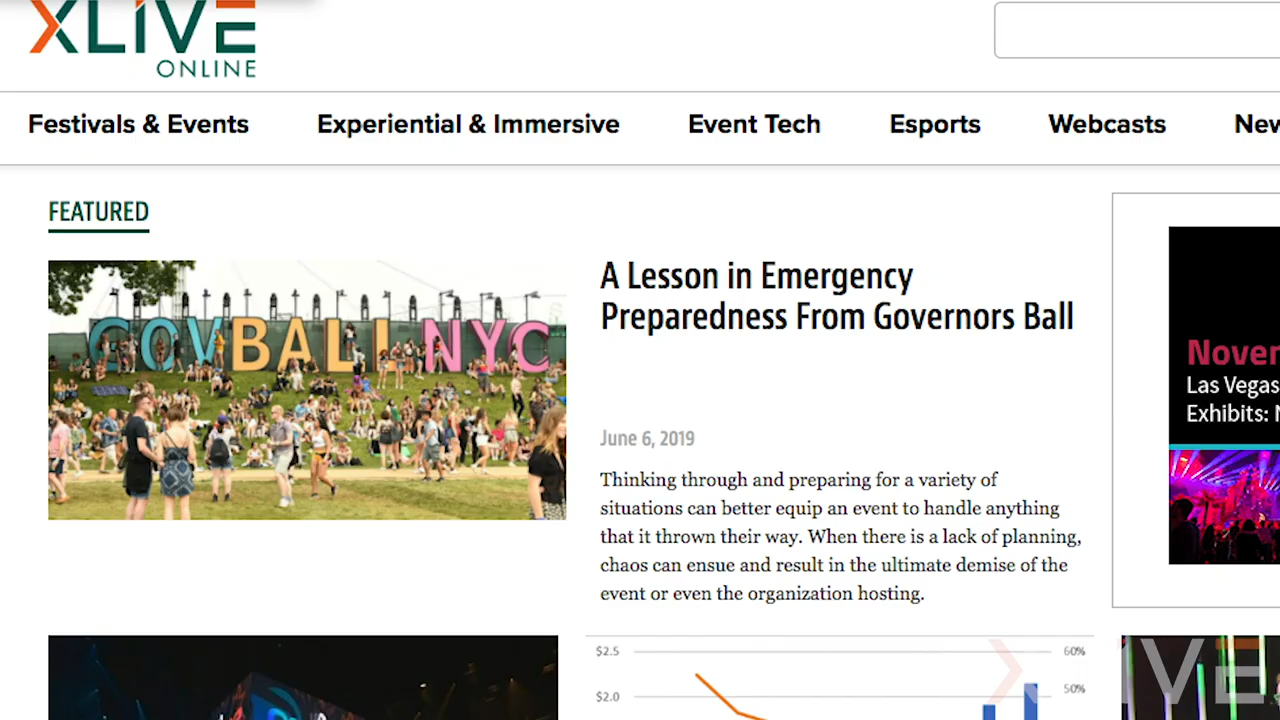 XLIVE
ONLINE
Festivals & Events Experiential & Immersive Event Tech Esports Webcasts
FEATURED
GOVBALL NYC
A Lesson in Emergency
Preparedness From Governors Ball
June 6, 2019
Thinking through and preparing for a variety of
situations can better equip an event to handle anything
that it thrown their way. When there is a lack of planning,
chaos can ensue and result in the ultimate demise of the
event or even the organization hosting.
Las Vegas
Exhibits:
$2.5 60%
$2.0 50%